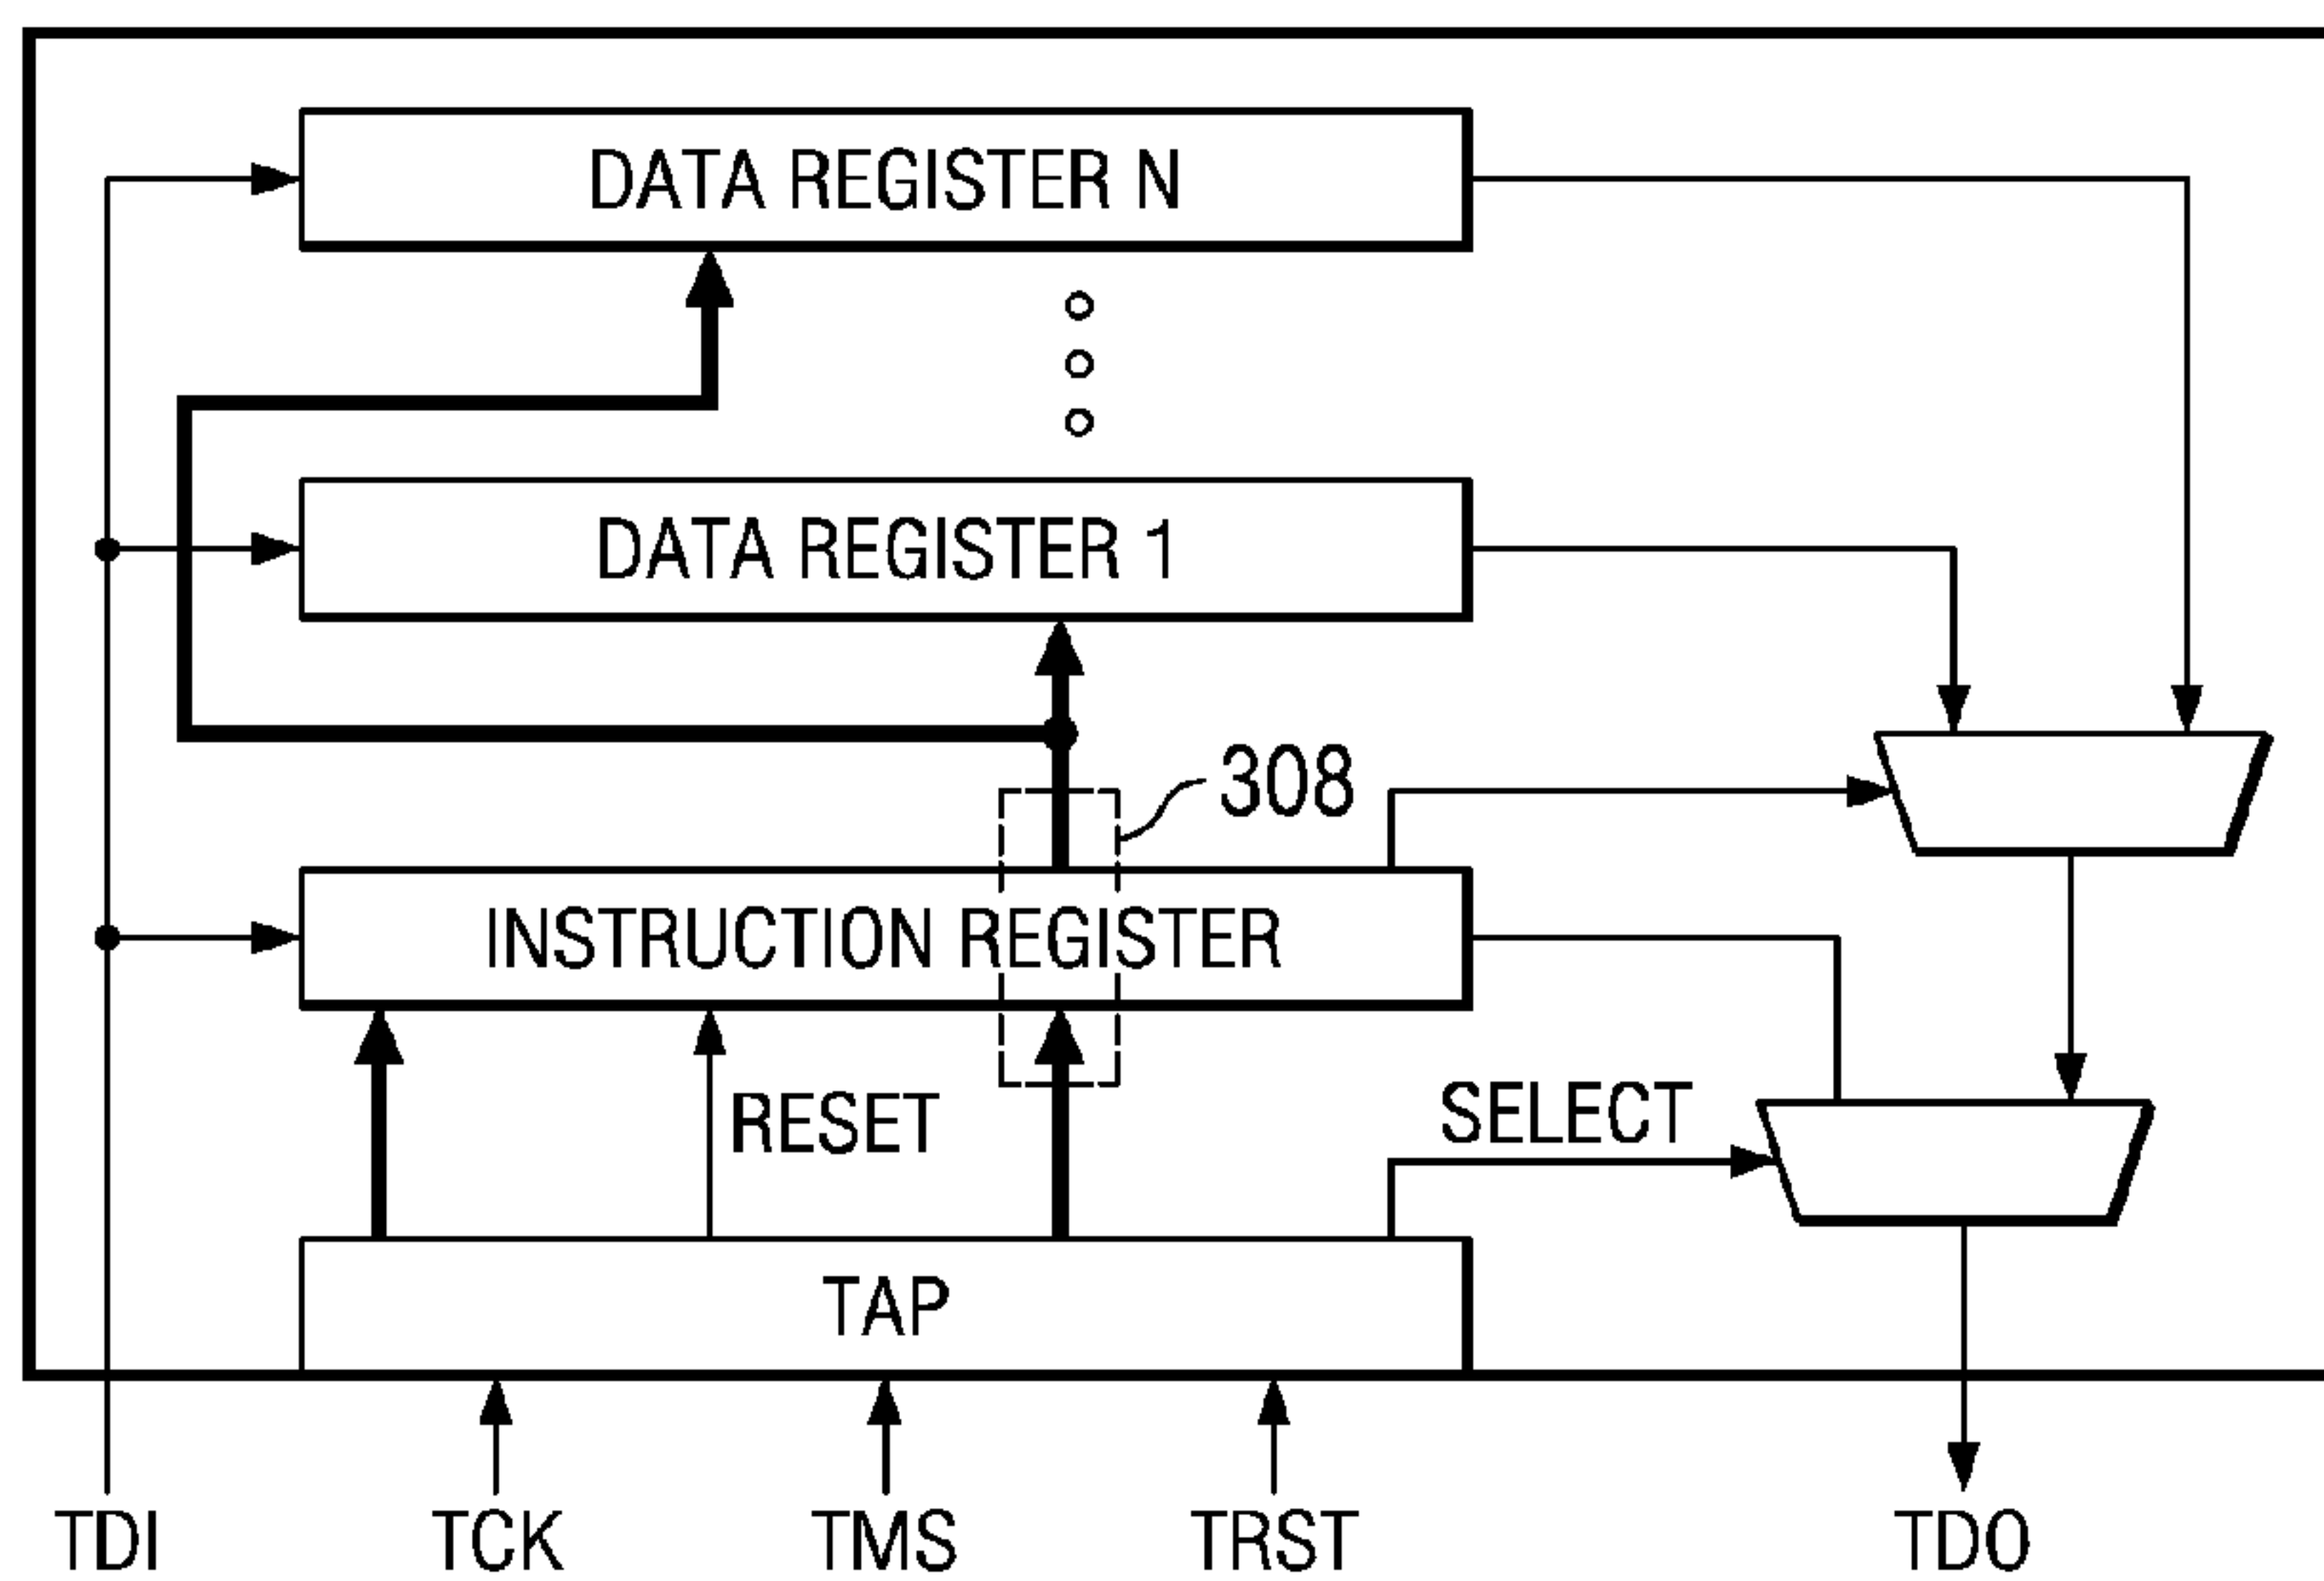 DATA REGISTER N
DATA REGISTER 1
308
INSTRUCTION REGISTER
RESET
SELECT
TAP
TDI
TCK
TMS
TRST
TDO